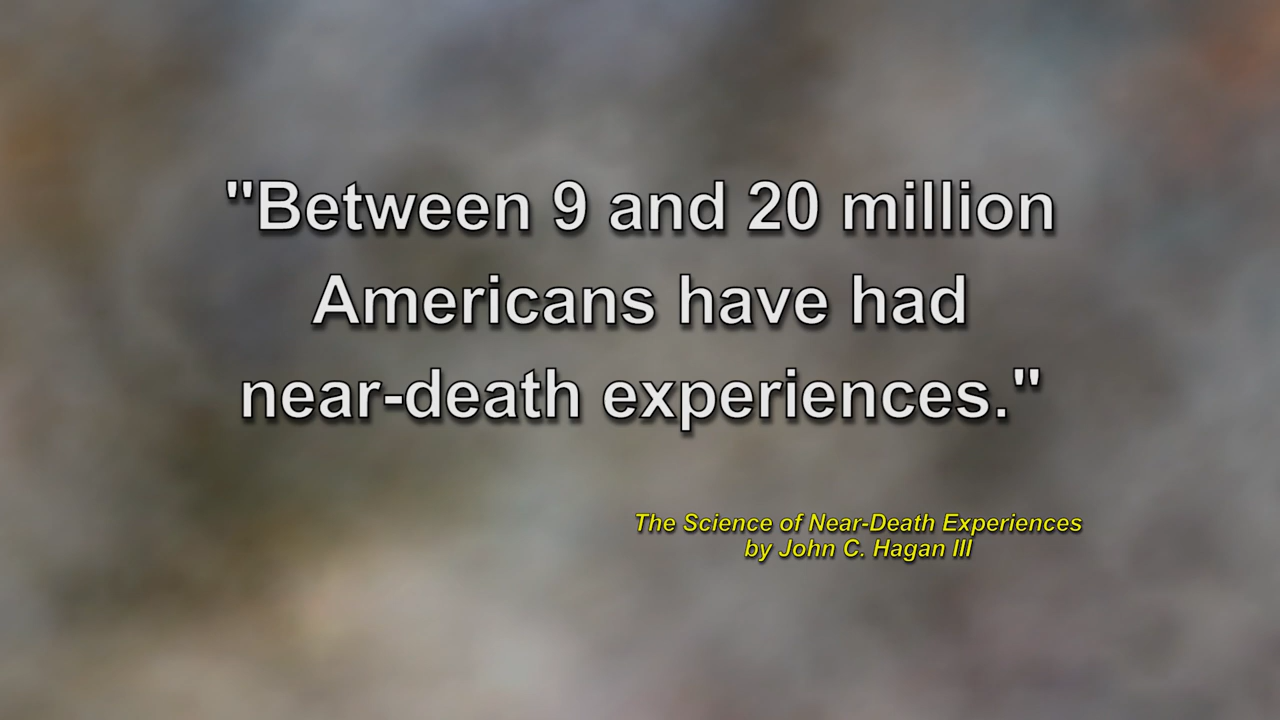 "Between 9 and 20 million
Americans have had
near-death experiences."
The Science of Near-Death Experiences
by John C. Hagan III